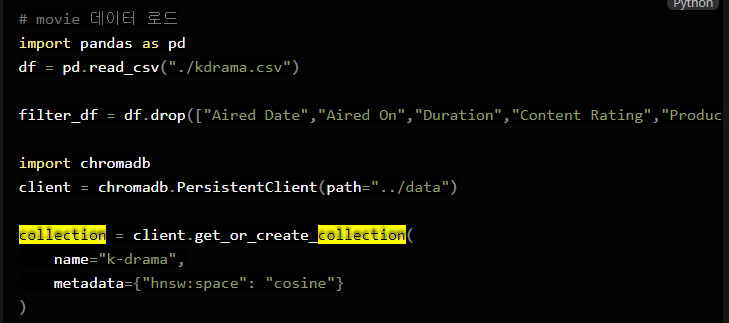 Python
# movie 데이터 로드
import pandas as pd
df = pd.read_csv("./kdrama.csv")
filter_df = df.drop(["Aired Date","Aired On","Duration","Content Rating","Produc
import chromadb
client = chromadb.PersistentClient(path="../data")
collection = client.get_or_create_collection(
    name="k-drama",
    metadata={"hnsw:space": "cosine"}
)